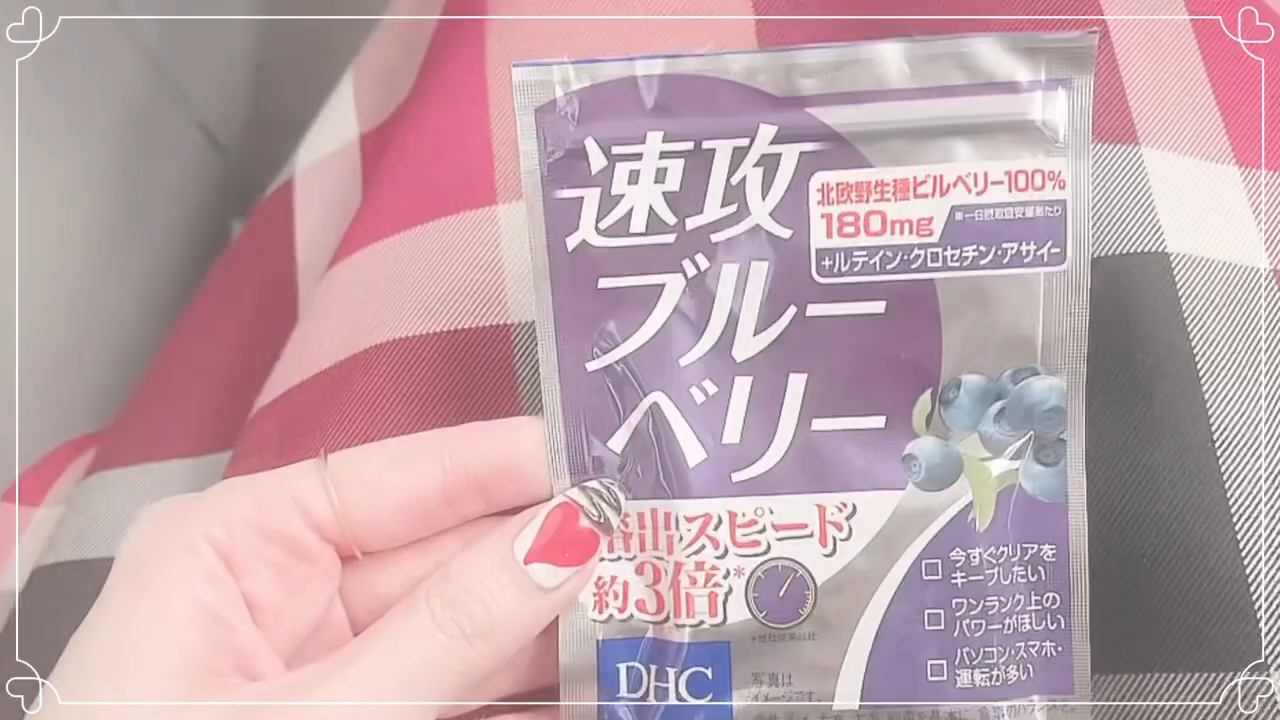 速攻
ブルー
ベリー
北欧野生種ビルベリー100%
180mg
※一日摂取目安量あたり
+ルテイン・クロセチン・アサイー
出スピード
約3倍*
今すぐクリアを
キープしたい
ワンランク上の
パワーがほしい
パソコン・スマホ・
運転が多い
DHC
写真は
イメージです。